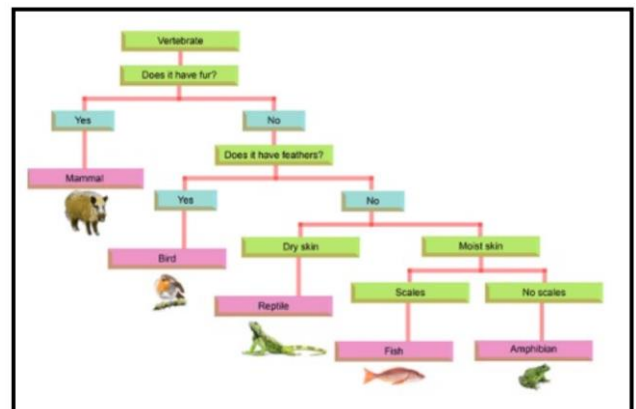 Vertebrate
Does it have fur?
Yes
No
Does it have feathers?
Mammal
Yes
No
Dry skin
Moist skin
Bird
Scales
No scales
Reptile
Fish
Amphibian